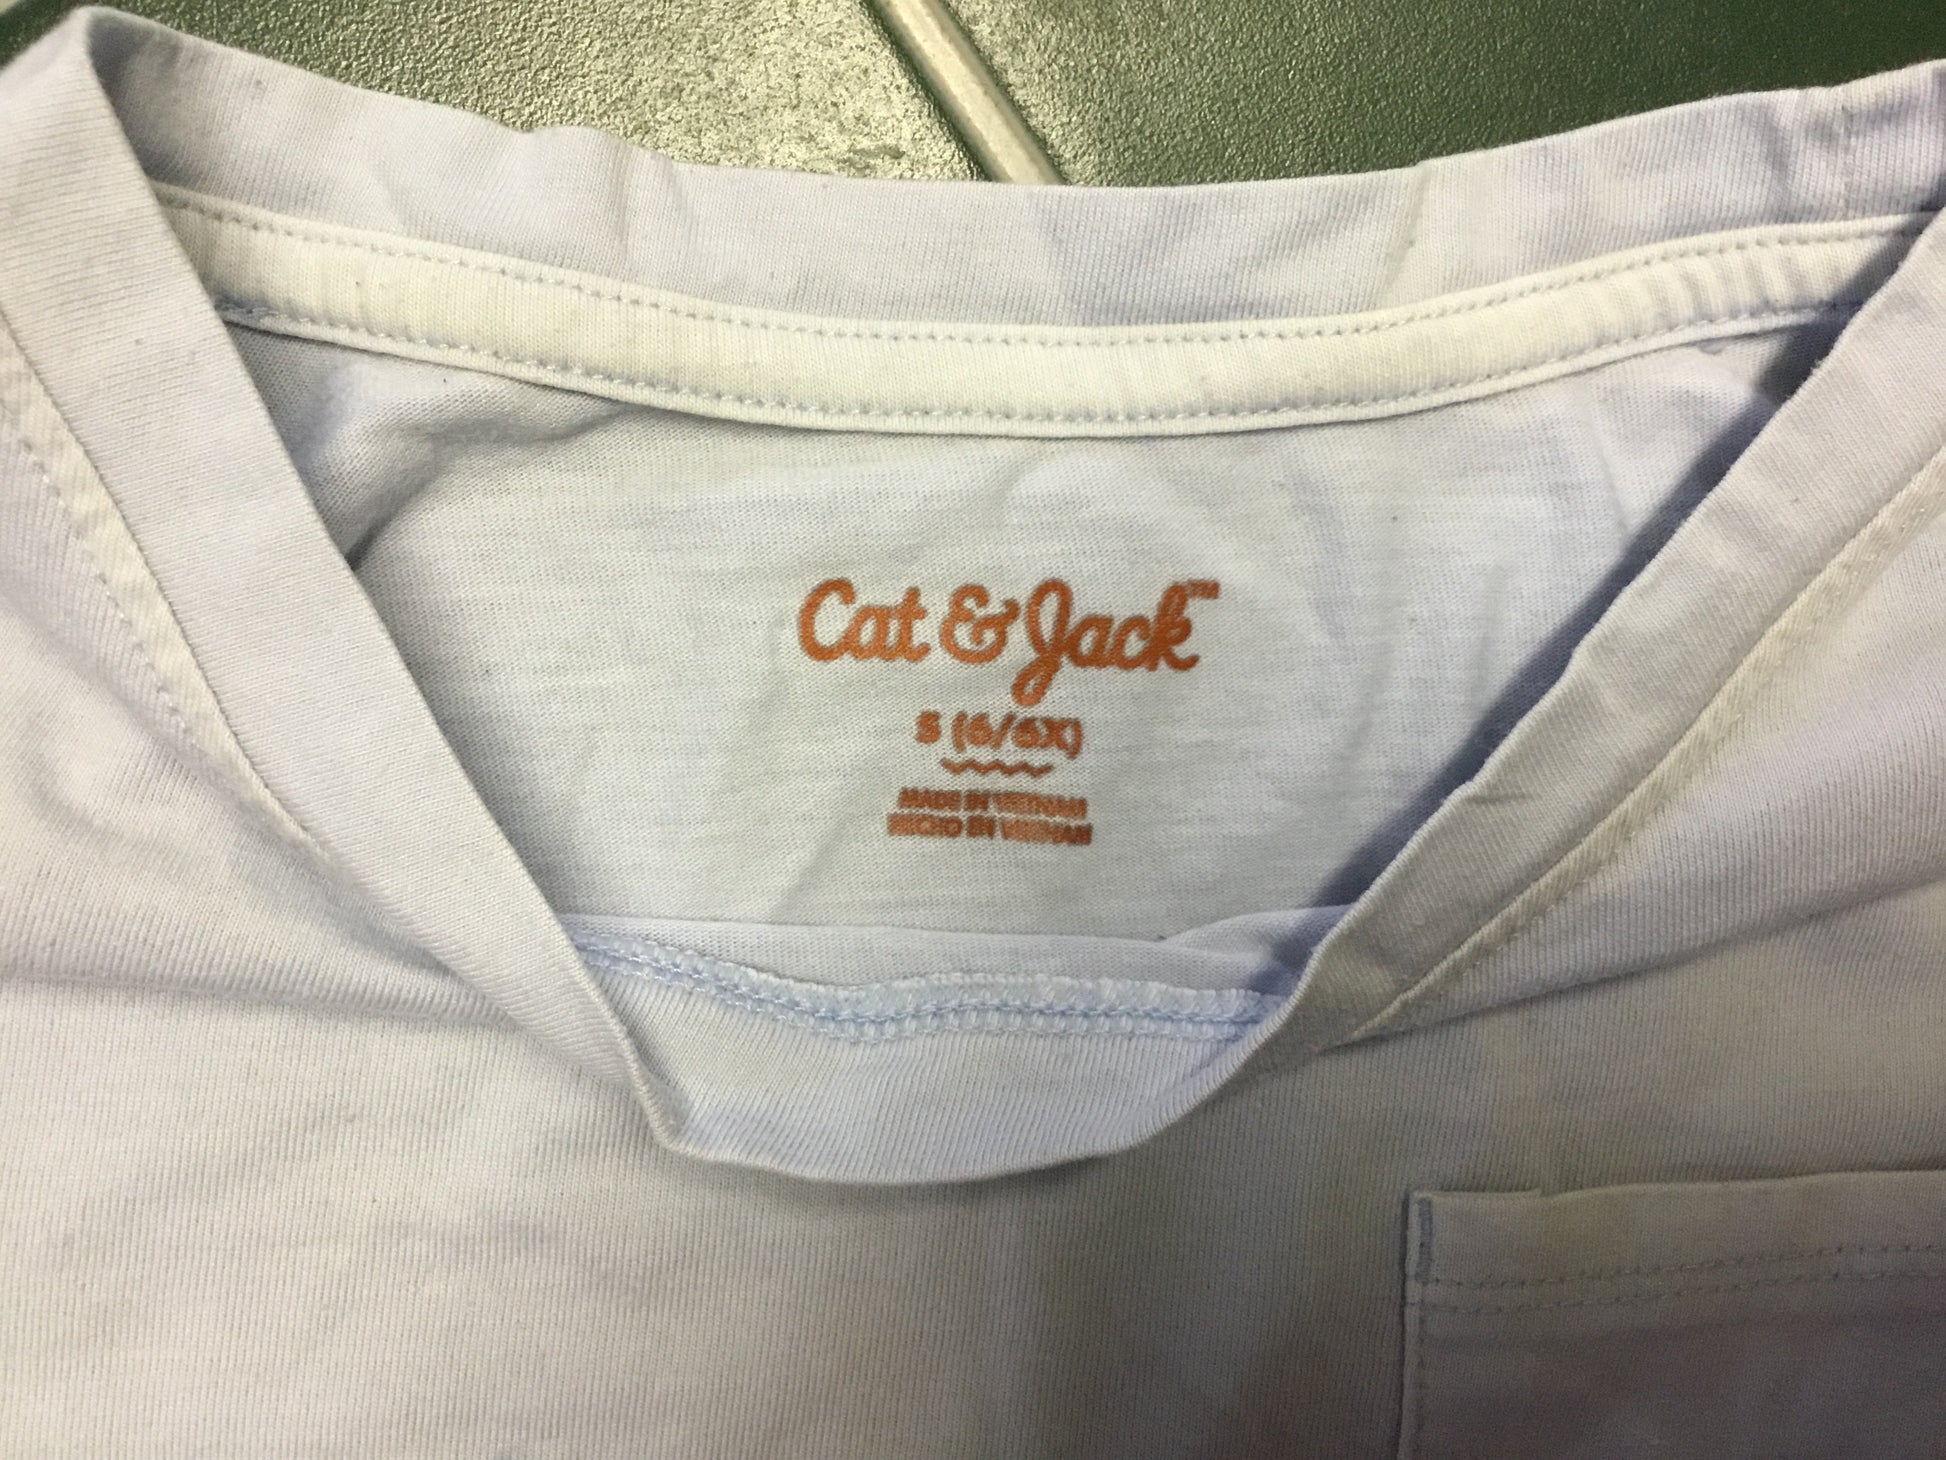 Cat & Jack™
S (6/6X)
MADE IN VIETNAM
HECHO EN VIETNAM